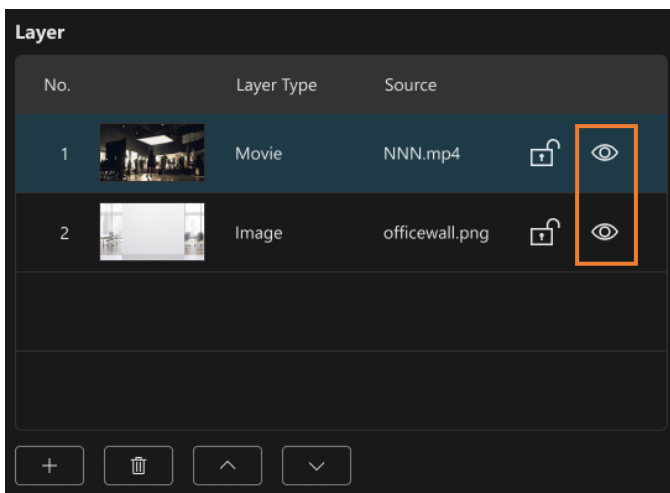 Layer
No. Layer Type Source
1 Movie NNN.mp4
2 Image officewall.png